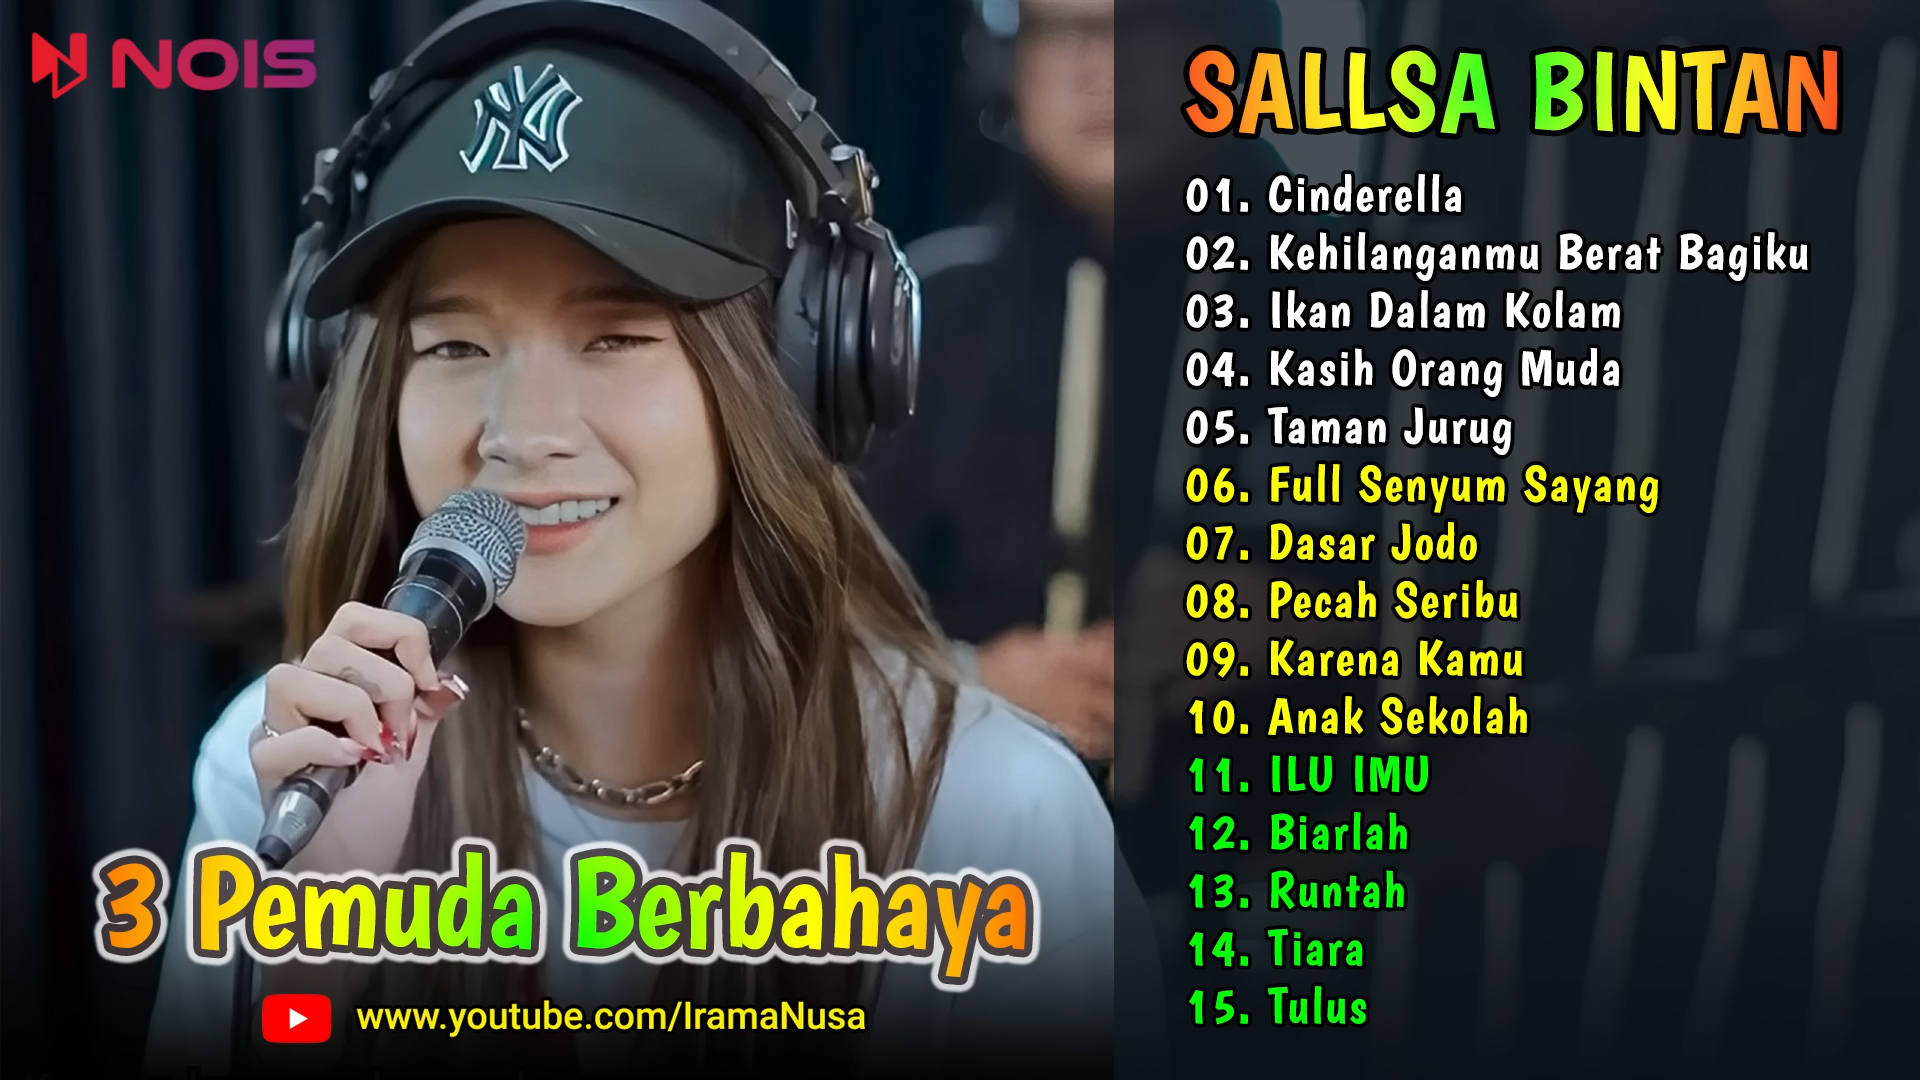 NOIS
NY
3 Pemuda Berbahaya
www.youtube.com/IramaNusa
SALLSA BINTAN
01. Cinderella
02. Kehilanganmu Berat Bagiku
03. Ikan Dalam Kolam
04. Kasih Orang Muda
05. Taman Jurug
06. Full Senyum Sayang
07. Dasar Jodo
08. Pecah Seribu
09. Karena Kamu
10. Anak Sekolah
11. ILU IMU
12. Biarlah
13. Runtah
14. Tiara
15. Tulus